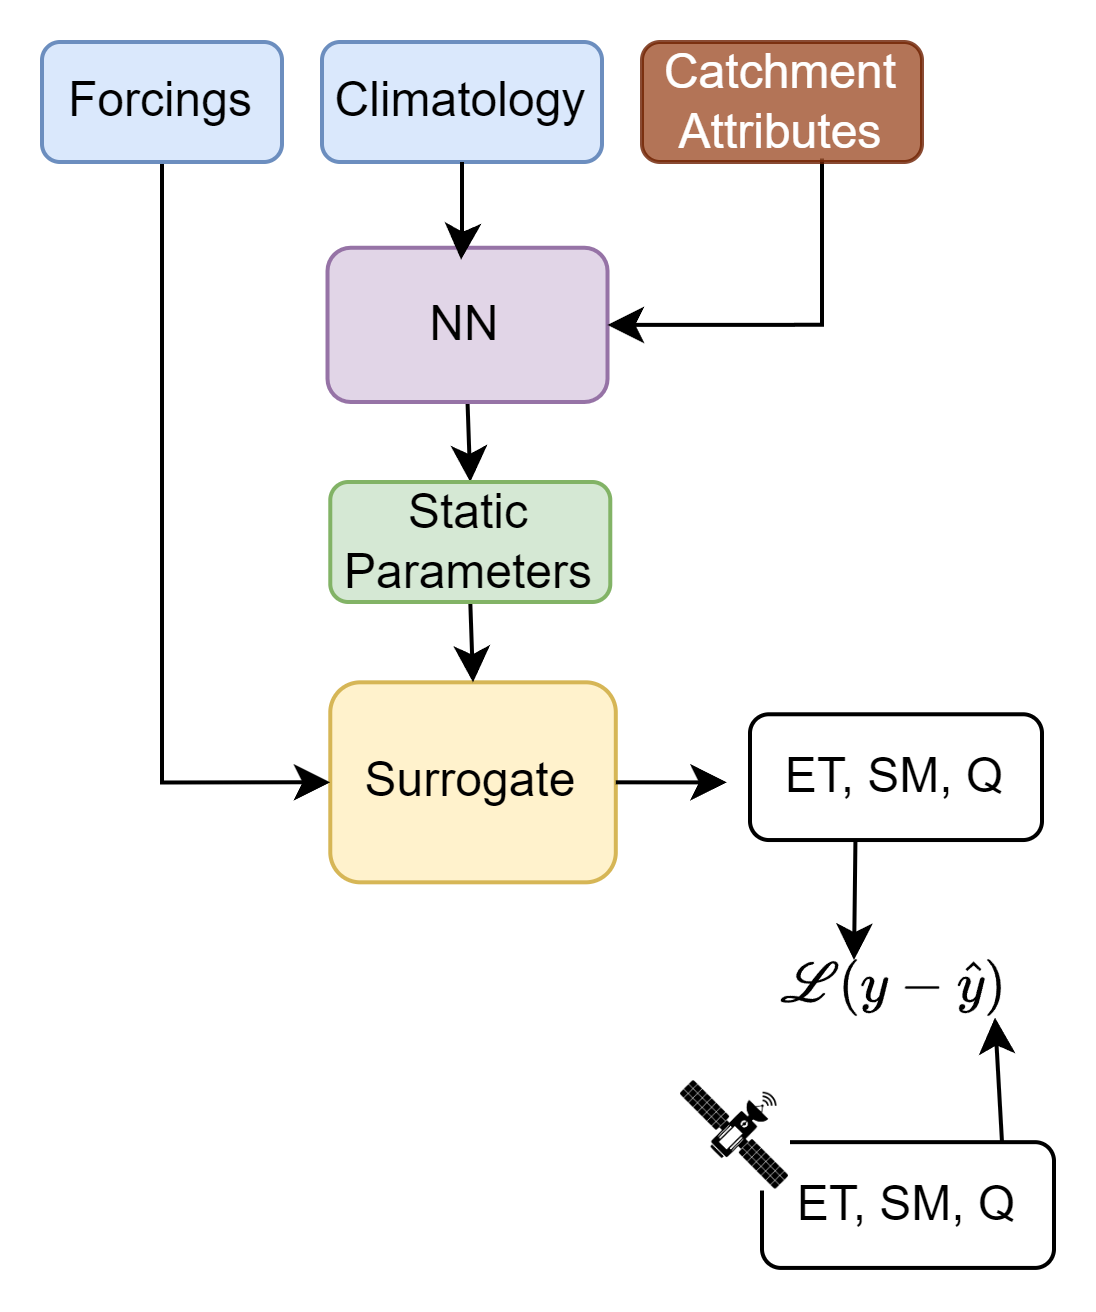 Forcings
Climatology
Catchment
Attributes
NN
Static
Parameters
Surrogate
ET, SM, Q
ℒ(y − ŷ)
ET, SM, Q